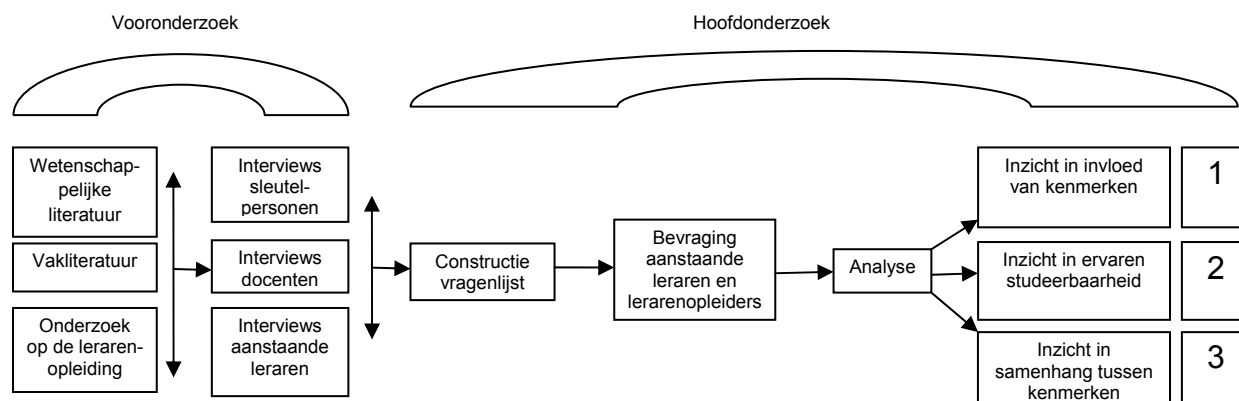 Vooronderzoek
Hoofdonderzoek
Wetenschap-
pelijke
literatuur
Vakliteratuur
Onderzoek
op de leraren-
opleiding
Interviews
sleutel-
personen
Interviews
docenten
Interviews
aanstaande
leraren
Constructie
vragenlijst
Bevraging
aanstaande
leraren en
lerarenopleiders
Analyse
Inzicht in invloed
van kenmerken
1
Inzicht in ervaren
studeerbaarheid
2
Inzicht in
samenhang tussen
kenmerken
3